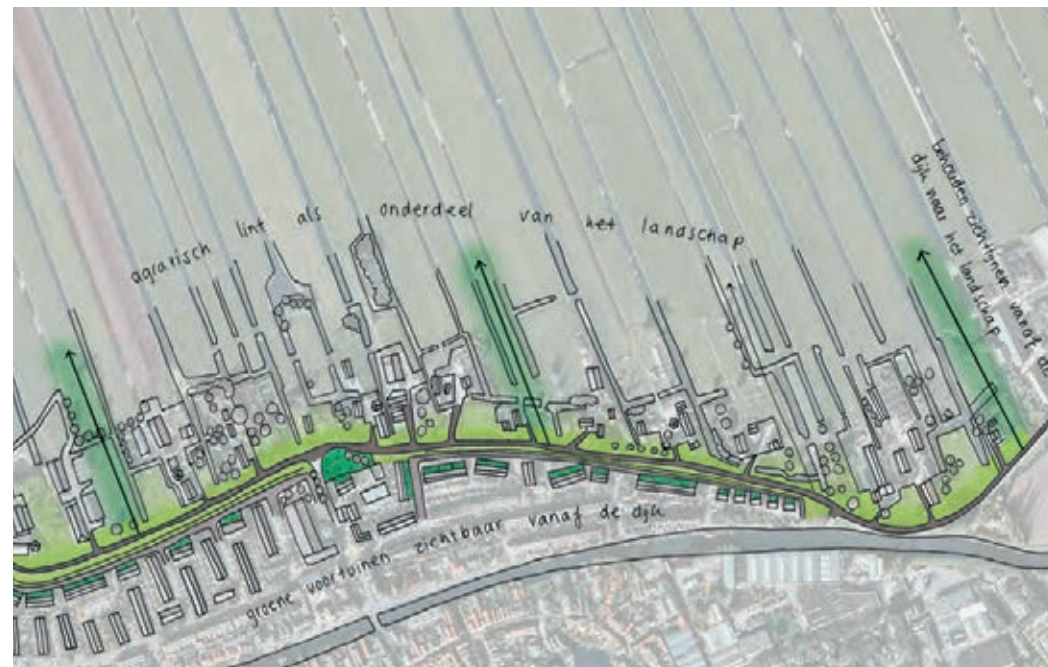 agrarisch lint als onderdeel van het landschap
behouden zichtlijnen vanaf
dijk naar het landschap
groene voortuinen zichtbaar vanaf de dijk